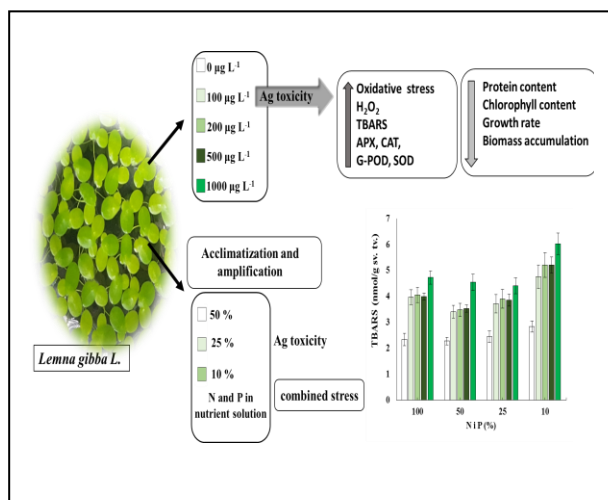 0 µg L-1
100 µg L-1
200 µg L-1
500 µg L-1
1000 µg L-1
Ag toxicity
Oxidative stress
H2O2
TBARS
APX, CAT,
G-POD, SOD
Protein content
Chlorophyll content
Growth rate
Biomass accumulation
Lemna gibba L.
Acclimatization and
amplification
50 %
25 %
10 %
N and P in
nutrient solution
Ag toxicity
combined stress
TBARS (nmol/g sv. tv.)
7
6
5
4
3
2
1
0
100 50 25 10
N i P (%)